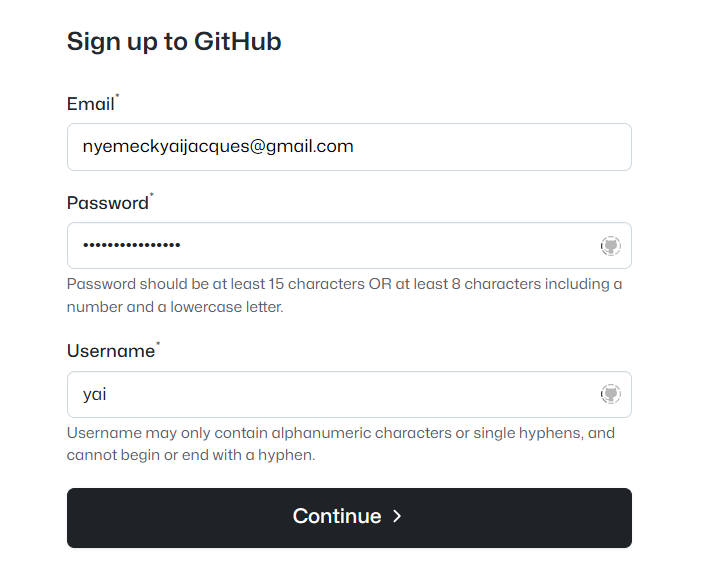 Sign up to GitHub
Email*
nyemeckyaijacques@gmail.com
Password*
••••••••••••••••
Password should be at least 15 characters OR at least 8 characters including a
number and a lowercase letter.
Username*
yai
Username may only contain alphanumeric characters or single hyphens, and
cannot begin or end with a hyphen.
Continue >